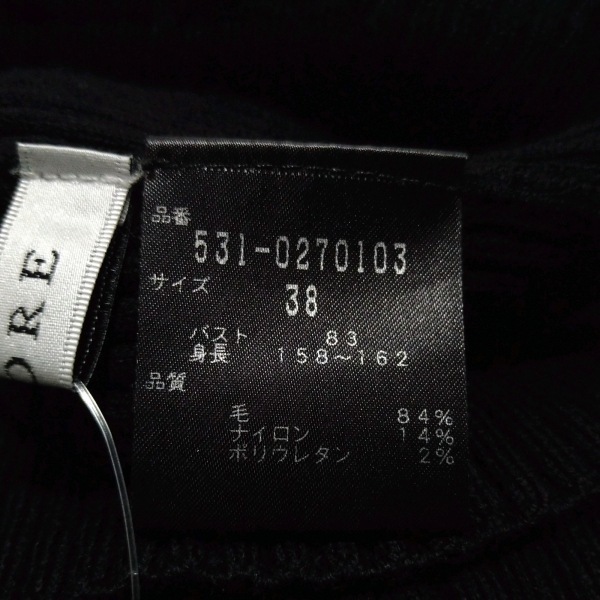 品番
531-0270103
サイズ
38
バスト 83
身長 158~162
品質
毛 84%
ナイロン 14%
ポリウレタン 2%
ORE